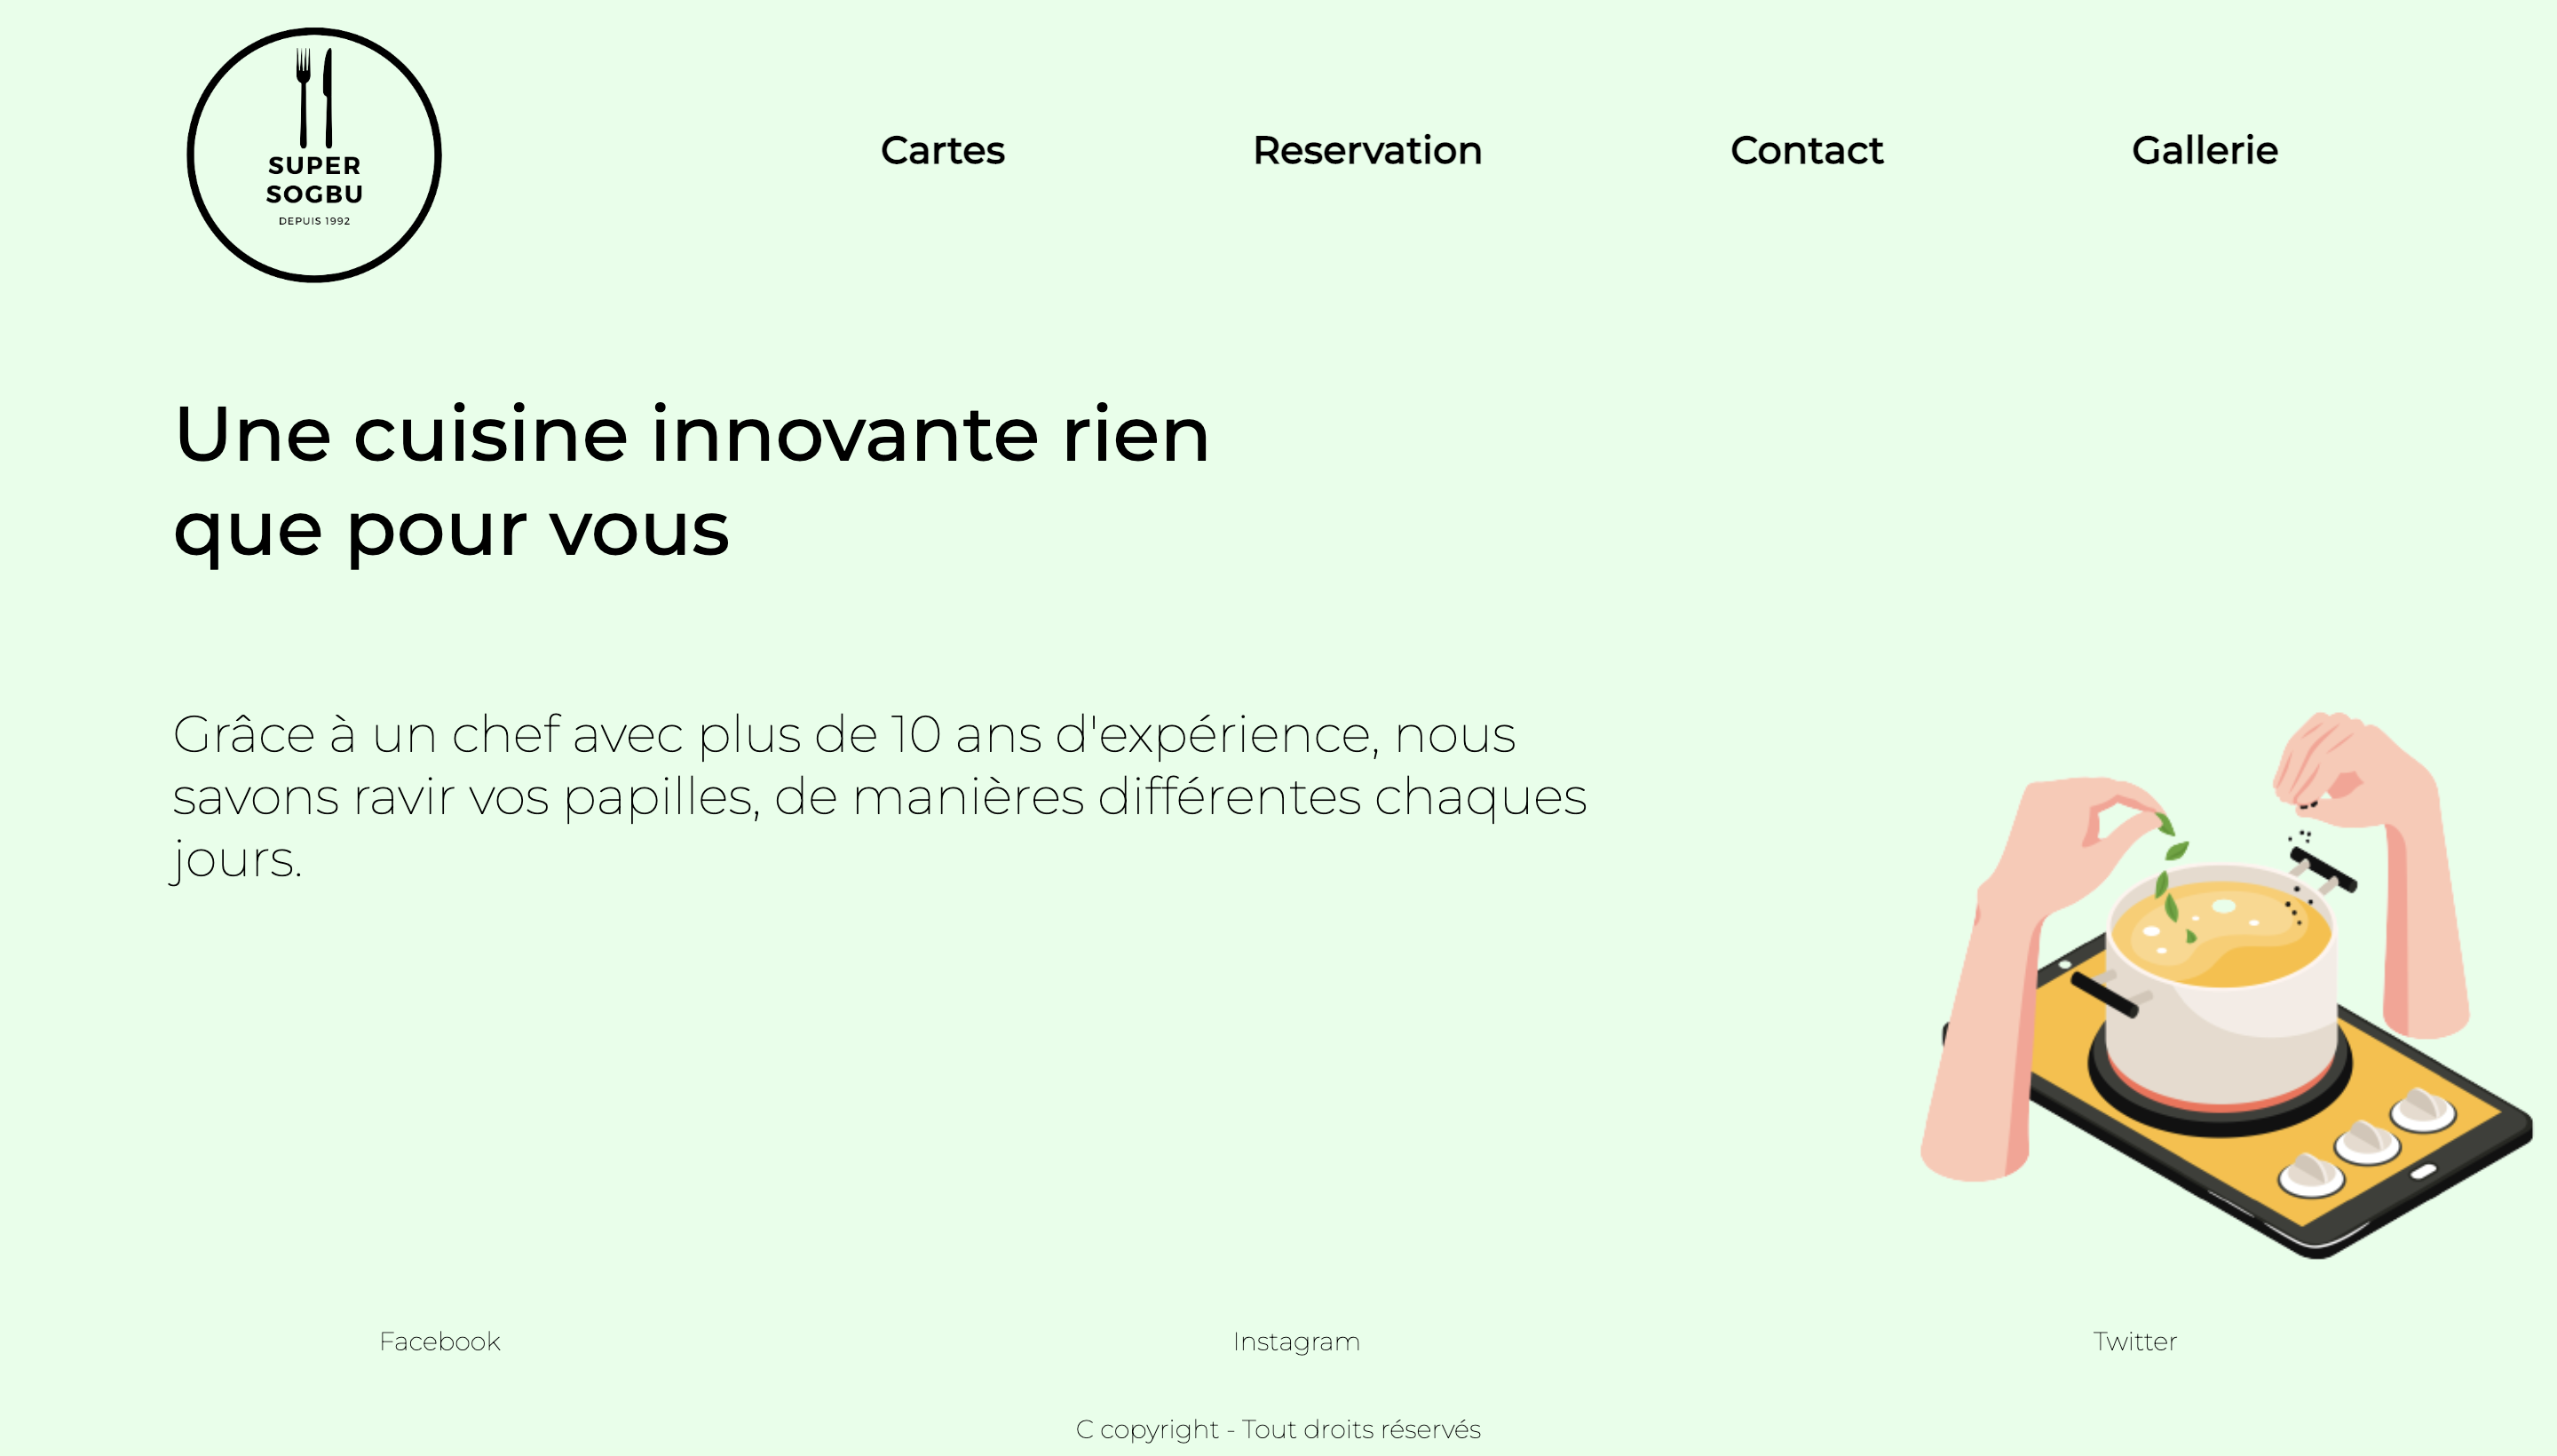 SUPER
SOGBU
DEPUIS 1992
Cartes
Reservation
Contact
Gallerie
Une cuisine innovante rien
que pour vous
Grâce à un chef avec plus de 10 ans d'expérience, nous
savons ravir vos papilles, de manières différentes chaques
jours.
Facebook
Instagram
Twitter
C copyright - Tout droits réservés